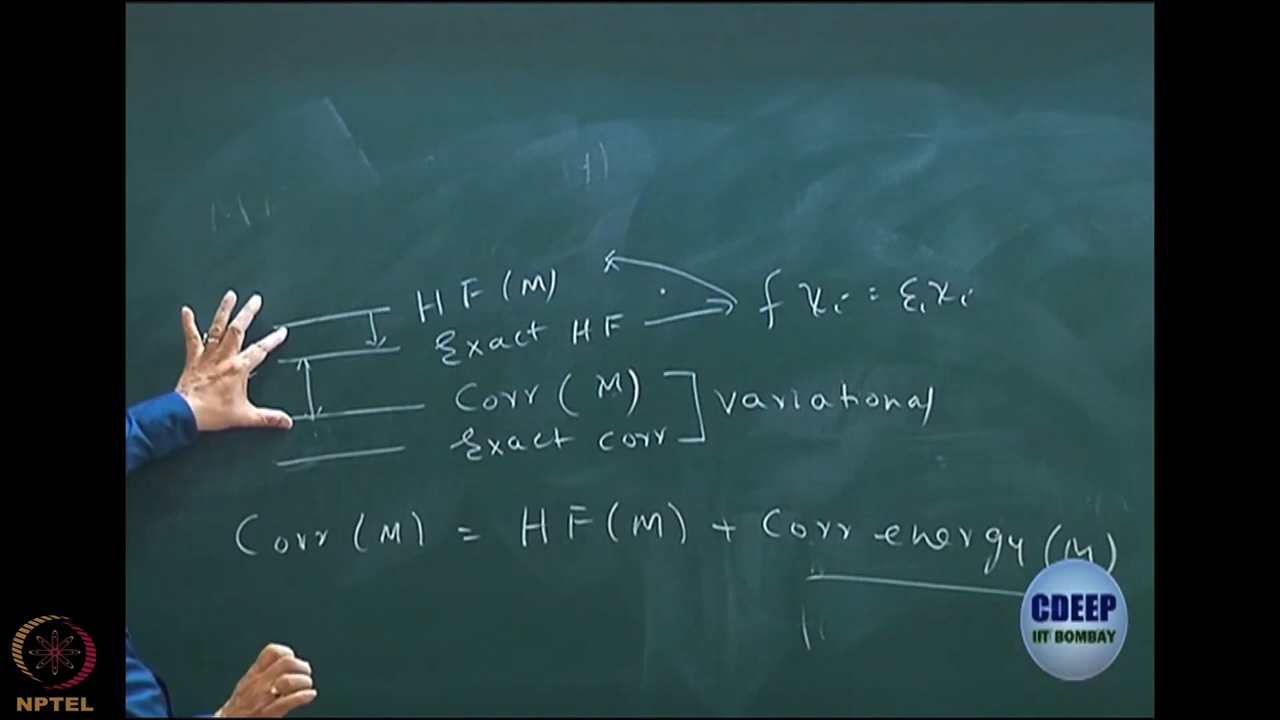 HF (M)
Exact HF → f χi = εi χi
Corr (M)
Exact corr ] variational
Corr (M) = HF (M) + Corr energy (M)
CDEEP
IIT BOMBAY
NPTEL